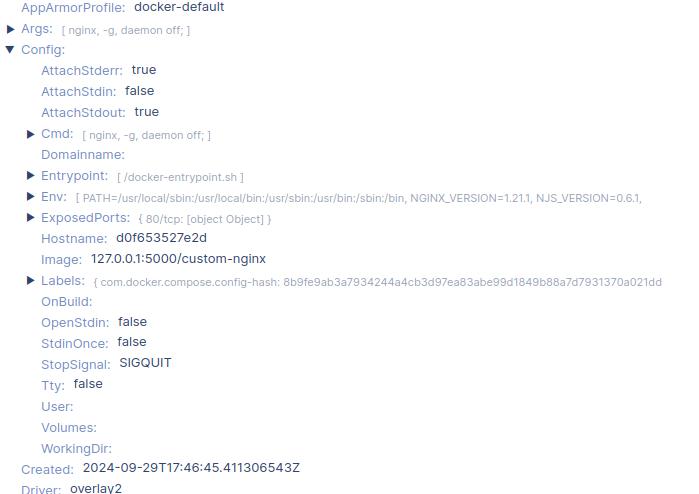 AppArmorProfile: docker-default
Args: [ nginx, -g, daemon off; ]
Config:
AttachStderr: true
AttachStdin: false
AttachStdout: true
Cmd: [ nginx, -g, daemon off; ]
Domainname:
Entrypoint: [ /docker-entrypoint.sh ]
Env: [ PATH=/usr/local/sbin:/usr/local/bin:/usr/sbin:/usr/bin:/sbin:/bin, NGINX_VERSION=1.21.1, NJS_VERSION=0.6.1,
ExposedPorts: { 80/tcp: [object Object] }
Hostname: d0f653527e2d
Image: 127.0.0.1:5000/custom-nginx
Labels: { com.docker.compose.config-hash: 8b9fe9ab3a7934244a4cb3d97ea83abe99d1849b88a7d7931370a021dd
OnBuild:
OpenStdin: false
StdinOnce: false
StopSignal: SIGQUIT
Tty: false
User:
Volumes:
WorkingDir:
Created: 2024-09-29T17:46:45.411306543Z
Driver: overlay2